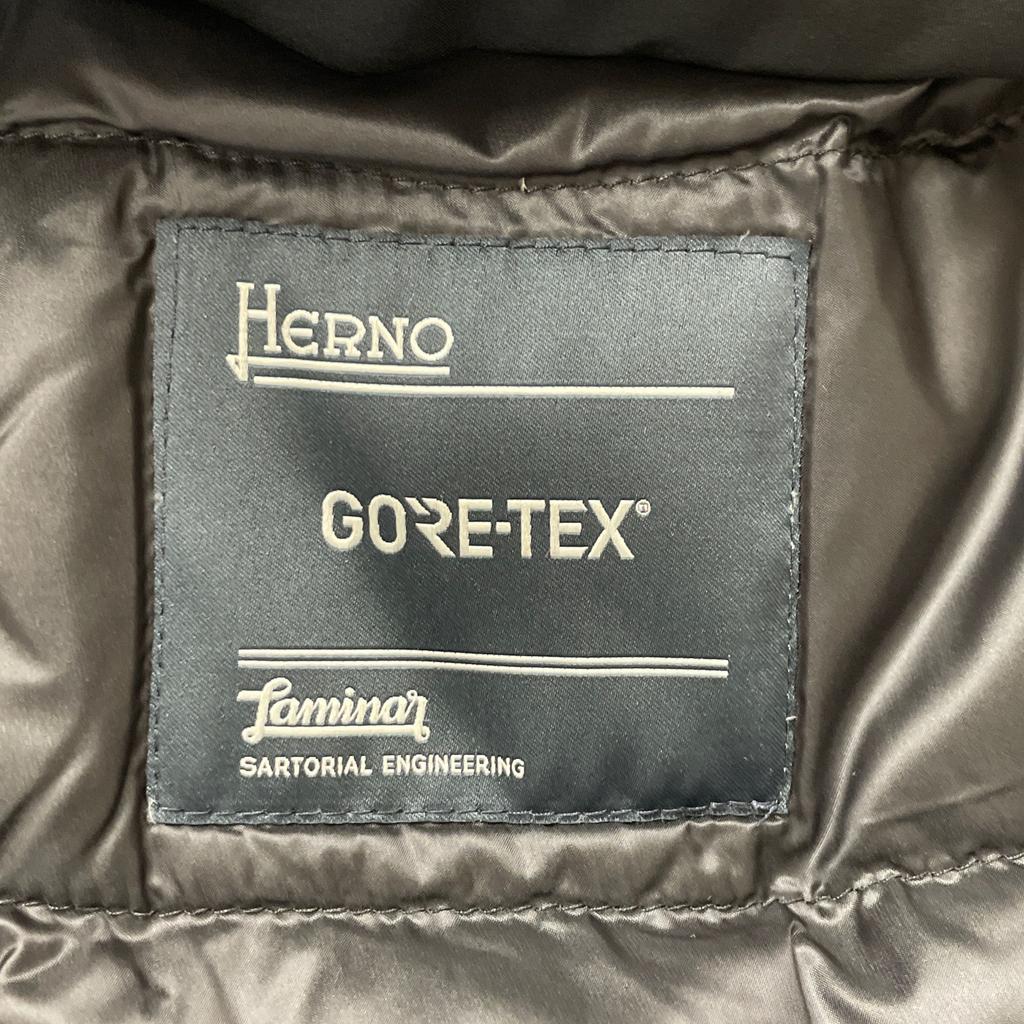 HERNO
GORE-TEX®
Laminar
SARTORIAL ENGINEERING